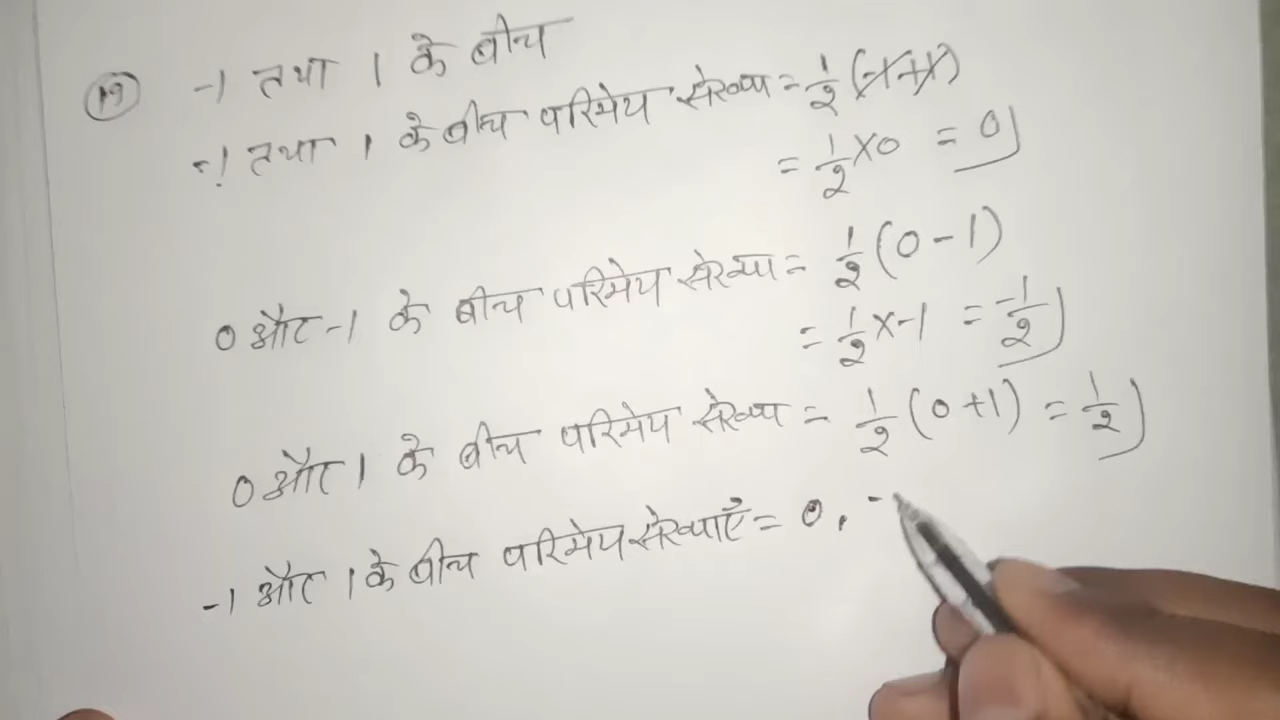 (19) -1 तथा 1 के बीच
-1 तथा 1 के बीच परिमेय संख्या = 1/2 (-1+1)
= 1/2 × 0 = 0
0 और -1 के बीच परिमेय संख्या = 1/2 (0 - 1)
= 1/2 × -1 = -1/2
0 और 1 के बीच परिमेय संख्या = 1/2 (0+1) = 1/2
-1 और 1 के बीच परिमेय संख्याएँ = 0, -